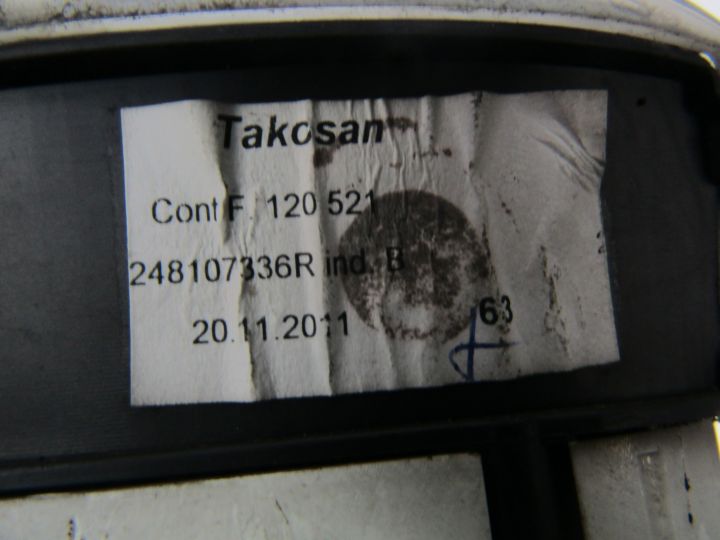 Takosan
Cont F. 120 521
248107336R ind. B
20.11.2011
63